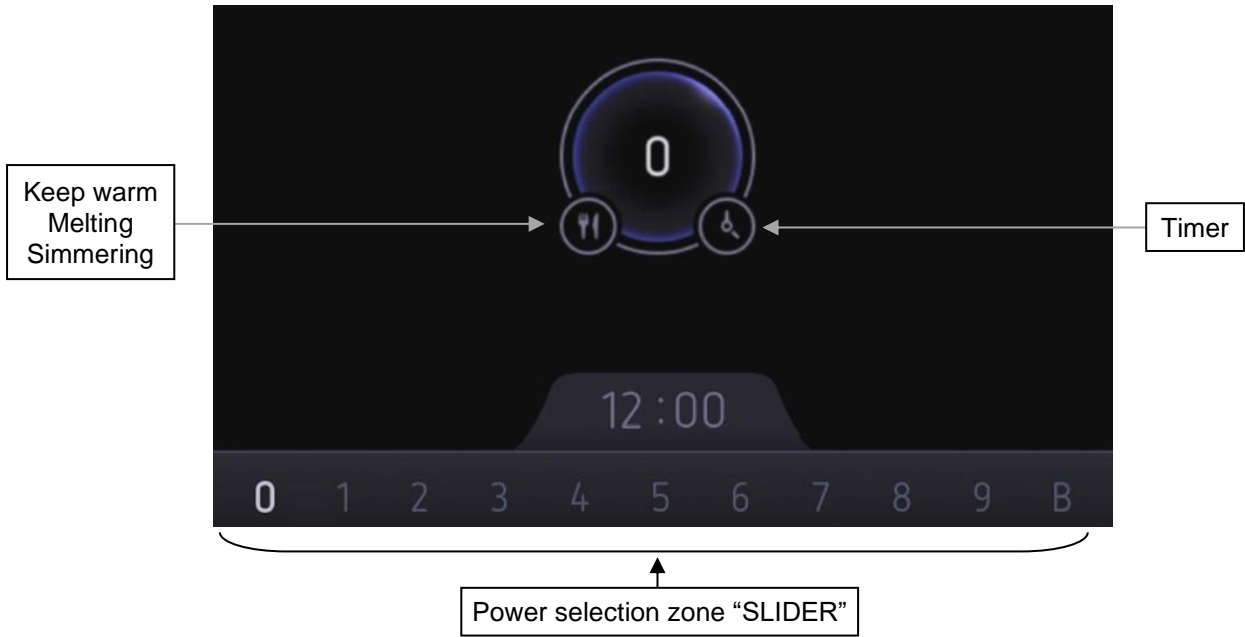 0
Keep warm
Melting
Simmering
Timer
12:00
0 1 2 3 4 5 6 7 8 9 B
Power selection zone “SLIDER”